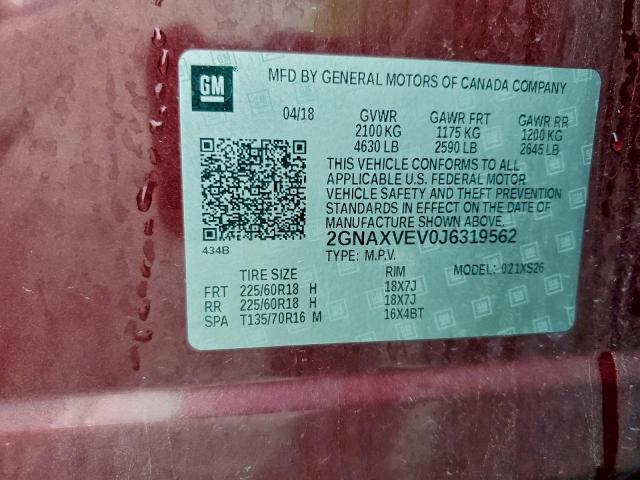 GM
MFD BY GENERAL MOTORS OF CANADA COMPANY
04/18 GVWR GAWR FRT GAWR RR
2100 KG 1175 KG 1200 KG
4630 LB 2590 LB 2645 LB
THIS VEHICLE CONFORMS TO ALL
APPLICABLE U.S. FEDERAL MOTOR
VEHICLE SAFETY AND THEFT PREVENTION
STANDARDS IN EFFECT ON THE DATE OF
MANUFACTURE SHOWN ABOVE.
434B 2GNAXVEV0J6319562
TYPE: M.P.V. MODEL: 021XS26
TIRE SIZE RIM
FRT 225/60R18 H 18X7J
RR 225/60R18 H 18X7J
SPA T135/70R16 M 16X4BT